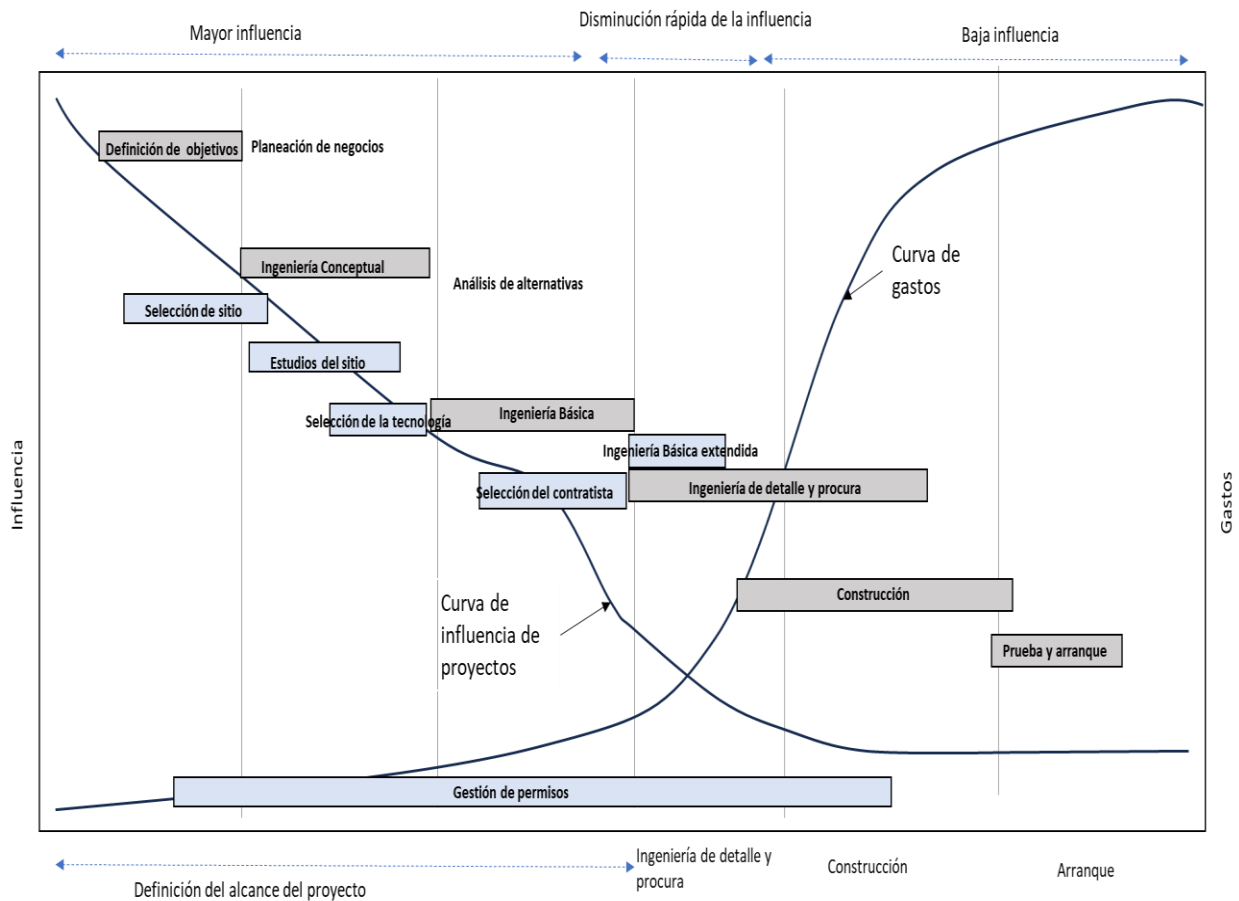 Mayor influencia
Disminución rápida de la influencia
Baja influencia
Definición de objetivos
Planeación de negocios
Ingeniería Conceptual
Análisis de alternativas
Selección de sitio
Estudios del sitio
Selección de la tecnología
Ingeniería Básica
Ingeniería Básica extendida
Selección del contratista
Ingeniería de detalle y procura
Curva de
gastos
Influencia
Gastos
Curva de
influencia de
proyectos
Construcción
Prueba y arranque
Gestión de permisos
Definición del alcance del proyecto
Ingeniería de detalle y
procura
Construcción
Arranque